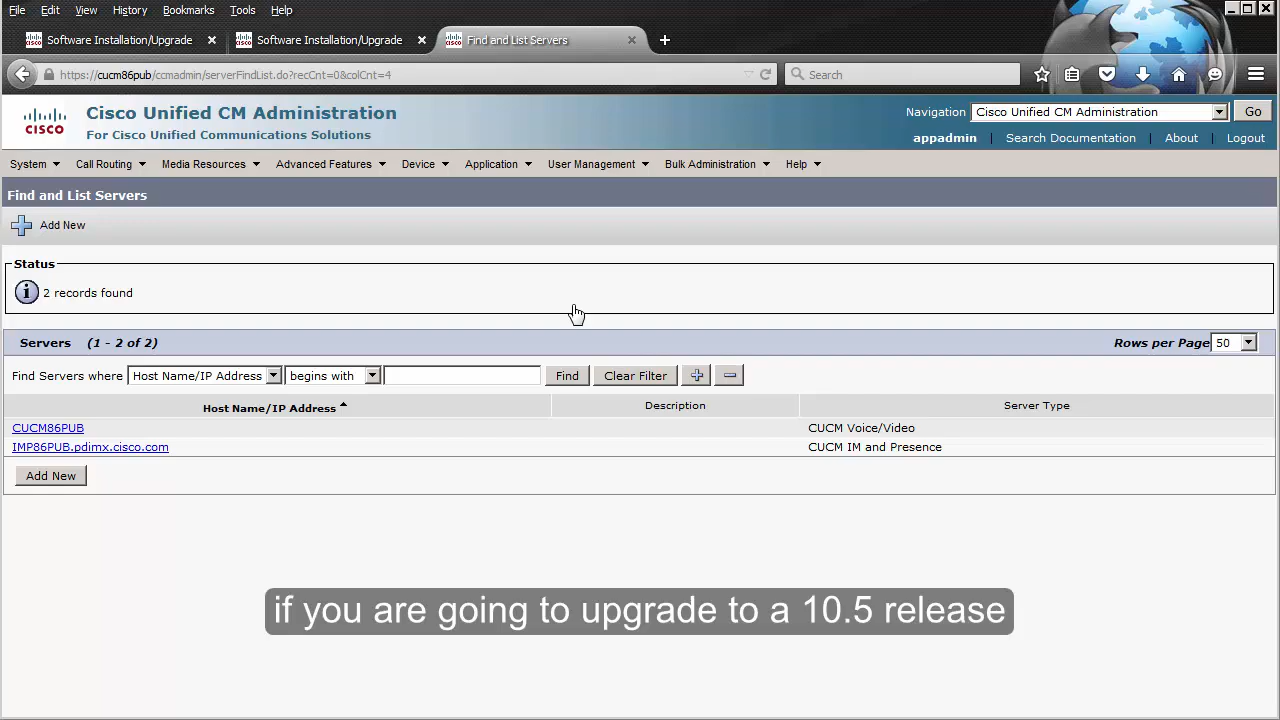 File Edit View History Bookmarks Tools Help
Software Installation/Upgrade Software Installation/Upgrade Find and List Servers
https://cucm86pub/ccmadmin/serverFindList.do?recCnt=0&colCnt=4 Search
Cisco Unified CM Administration Navigation Cisco Unified CM Administration Go
CISCO For Cisco Unified Communications Solutions appadmin | Search Documentation | About | Logout
System Call Routing Media Resources Advanced Features Device Application User Management Bulk Administration Help
Find and List Servers
Add New
Status
2 records found
Servers (1 - 2 of 2) Rows per Page 50
Find Servers where Host Name/IP Address begins with Find Clear Filter
Host Name/IP Address Description Server Type
CUCM86PUB CUCM Voice/Video
IMP86PUB.pdimx.cisco.com CUCM IM and Presence
Add New
if you are going to upgrade to a 10.5 release